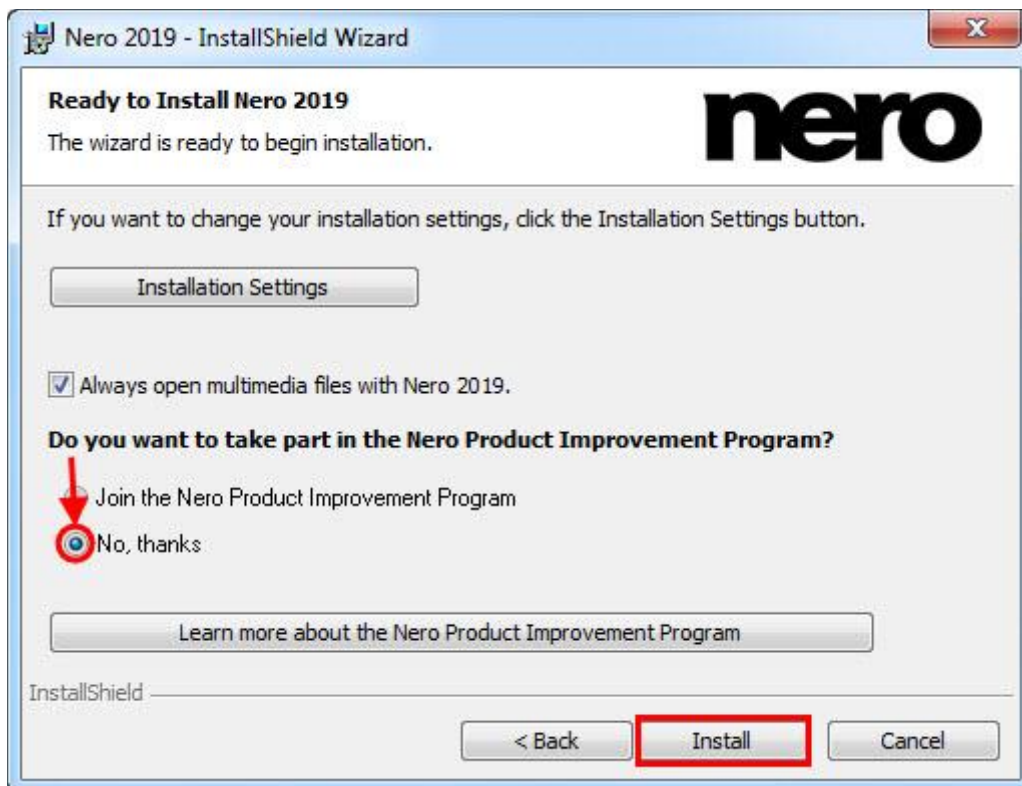 Nero 2019 - InstallShield Wizard
Ready to Install Nero 2019
The wizard is ready to begin installation.
nero
If you want to change your installation settings, click the Installation Settings button.
Installation Settings
Always open multimedia files with Nero 2019.
Do you want to take part in the Nero Product Improvement Program?
Join the Nero Product Improvement Program
No, thanks
Learn more about the Nero Product Improvement Program
InstallShield
< Back
Install
Cancel